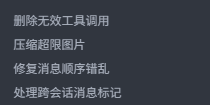 删除无效工具调用
压缩超限图片
修复消息顺序错乱
处理跨会话消息标记